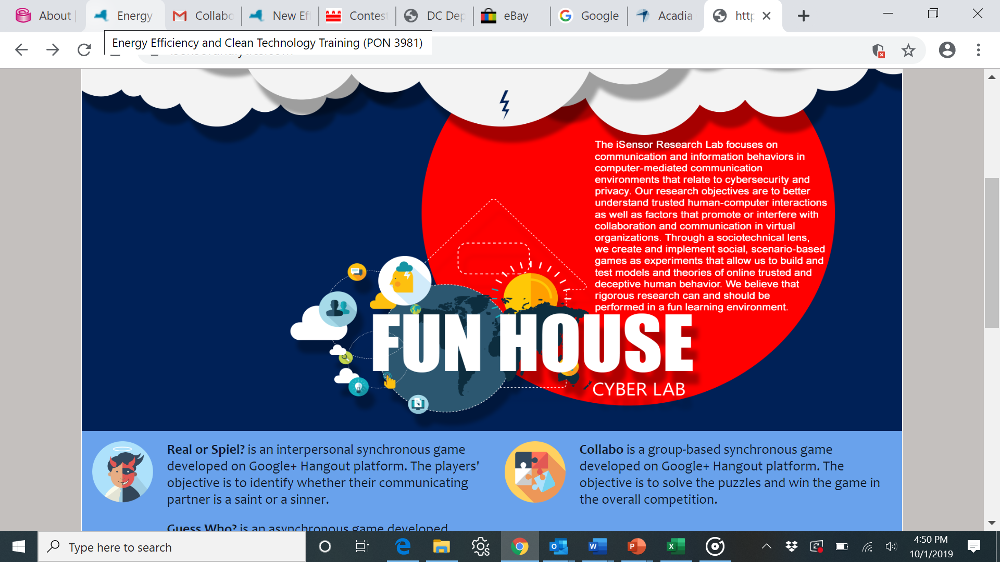 About
Energy
Collabo
New Eff
Contest
DC Dep
eBay
Google
Acadia
http
Energy Efficiency and Clean Technology Training (PON 3981)
The iSensor Research Lab focuses on
communication and information behaviors in
computer-mediated communication
environments that relate to cybersecurity and
privacy. Our research objectives are to better
understand trusted human-computer interactions
as well as factors that promote or interfere with
collaboration and communication in virtual
organizations. Through a sociotechnical lens,
we create and implement social, scenario-based
games as experiments that allow us to build and
test models and theories of online trusted and
deceptive human behavior. We believe that
rigorous research can and should be
performed in a fun learning environment.
FUN HOUSE
CYBER LAB
Real or Spiel? is an interpersonal synchronous game
developed on Google+ Hangout platform. The players'
objective is to identify whether their communicating
partner is a saint or a sinner.
Collabo is a group-based synchronous game
developed on Google+ Hangout platform. The
objective is to solve the puzzles and win the game in
the overall competition.
Guess Who? is an asynchronous game developed
Type here to search
4:50 PM
10/1/2019